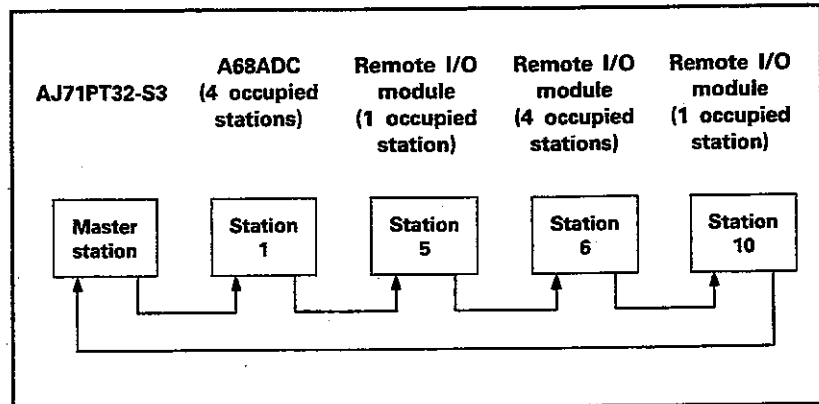 AJ71PT32-S3
A68ADC
(4 occupied
stations)
Remote I/O
module
(1 occupied
station)
Remote I/O
module
(4 occupied
stations)
Remote I/O
module
(1 occupied
station)
Master
station
Station
1
Station
5
Station
6
Station
10